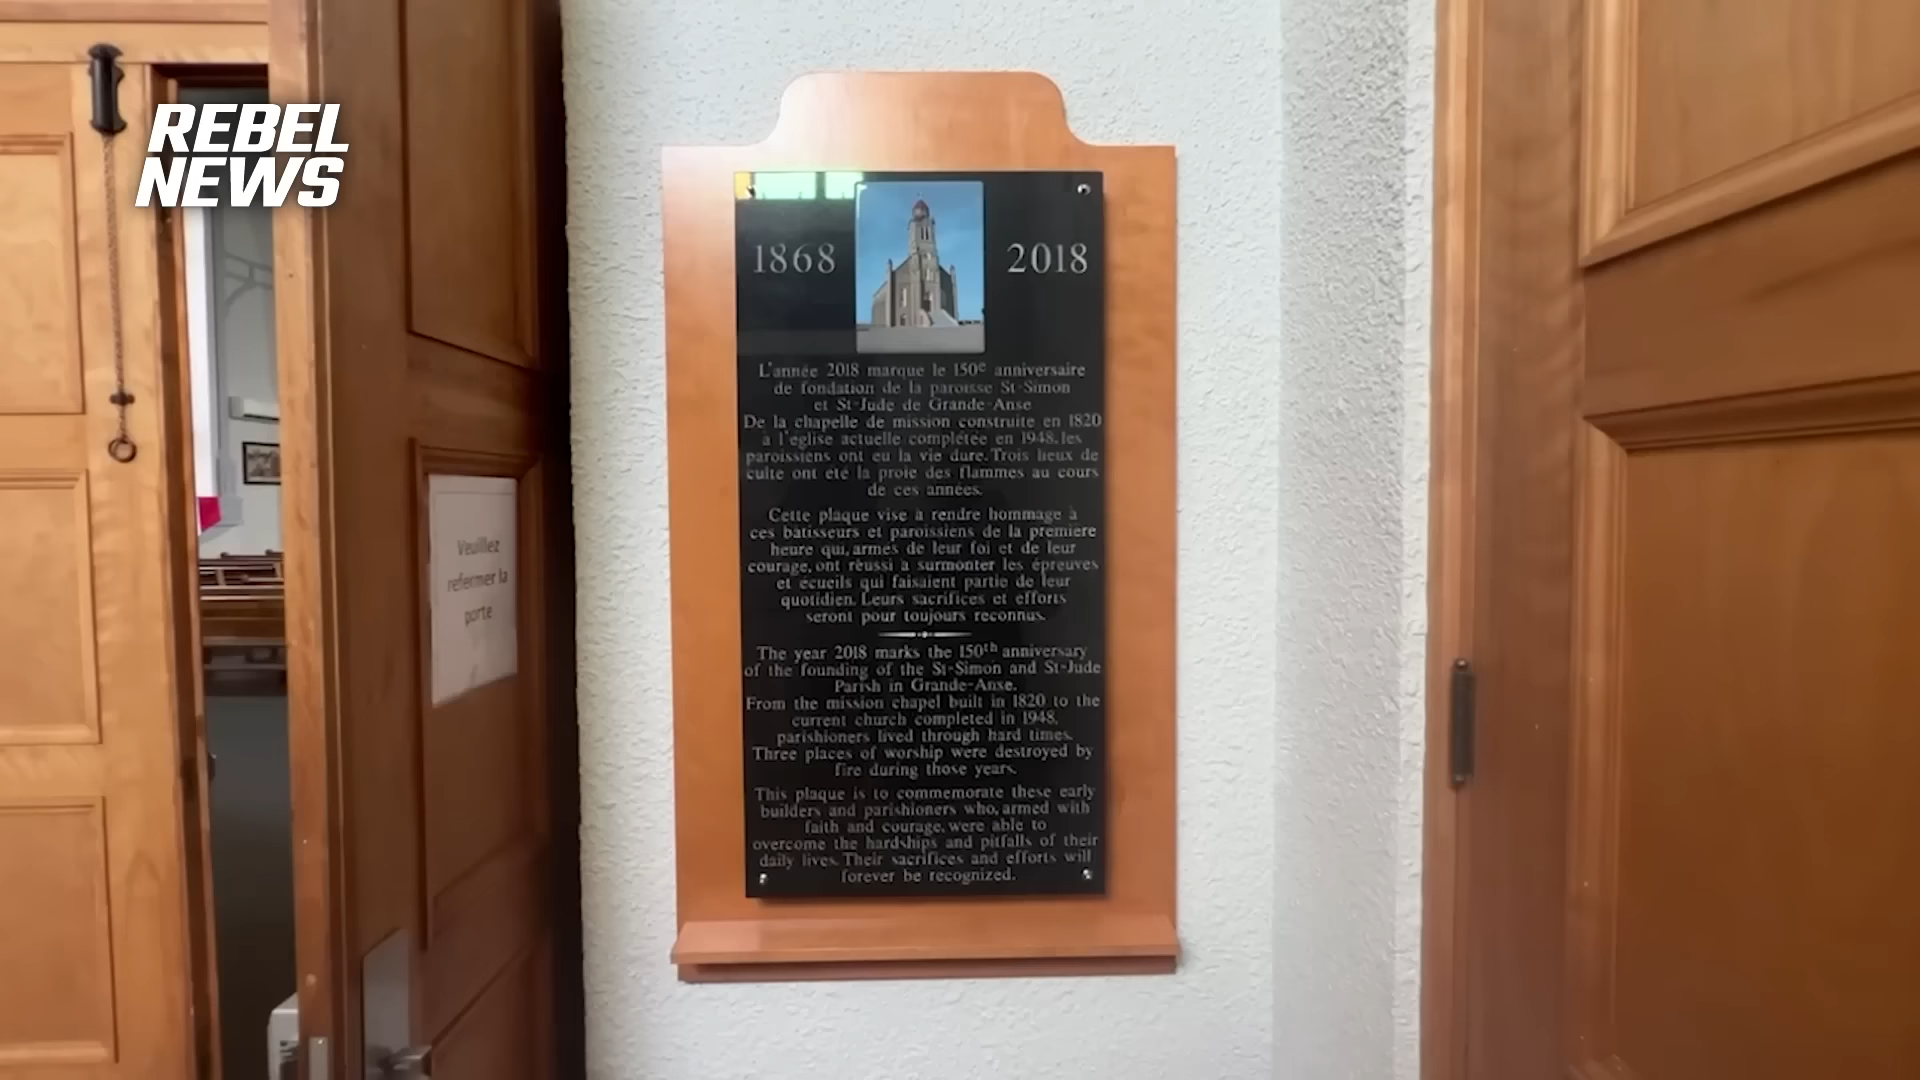 REBEL
NEWS
1868
2018
L'année 2018 marque le 150e anniversaire
de fondation de la paroisse St-Simon
et St-Jude de Grande-Anse
De la chapelle de mission construite en 1820
à l'église actuelle complétée en 1948, les
paroissiens ont eu la vie dure. Trois lieux de
culte ont été la proie des flammes au cours
de ces années.
Cette plaque vise à rendre hommage à
ces bâtisseurs et paroissiens de la première
heure qui, armés de leur foi et de leur
courage, ont réussi à surmonter les épreuves
et écueils qui faisaient partie de leur
quotidien. Leurs sacrifices et efforts
seront pour toujours reconnus.
The year 2018 marks the 150th anniversary
of the founding of the St-Simon and St-Jude
Parish in Grande-Anse.
From the mission chapel built in 1820 to the
current church completed in 1948,
parishioners lived through hard times.
Three places of worship were destroyed by
fire during those years.
This plaque is to commemorate these early
builders and parishioners who, armed with
faith and courage, were able to
overcome the hardships and pitfalls of their
daily lives. Their sacrifices and efforts will
forever be recognized.
Veuillez
refermer la
porte